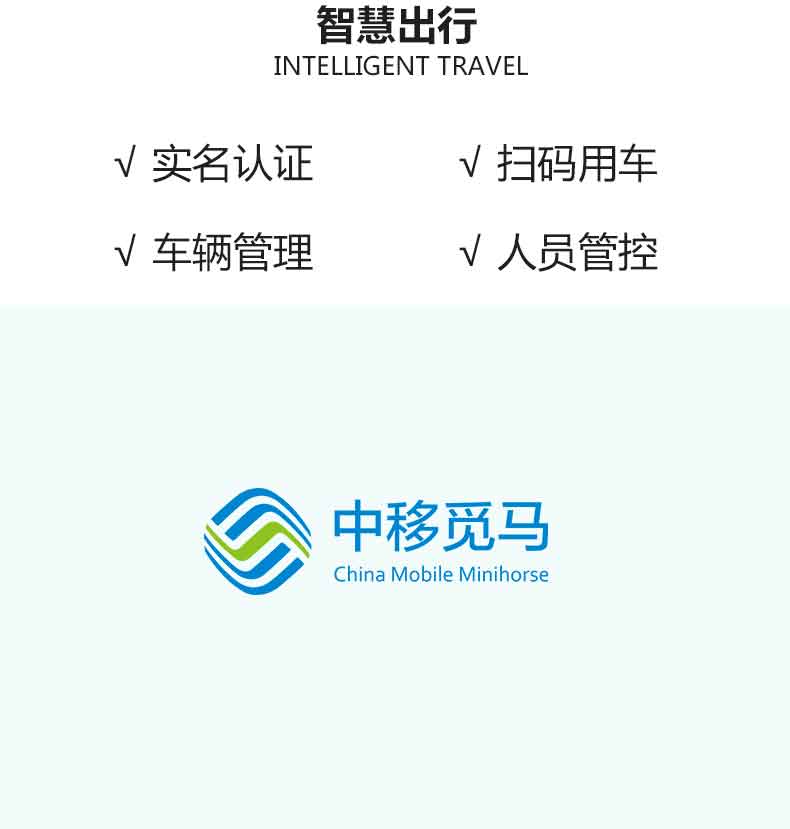 智慧出行
INTELLIGENT TRAVEL
√ 实名认证
√ 扫码用车
√ 车辆管理
√ 人员管控
中移觅马
China Mobile Minihorse